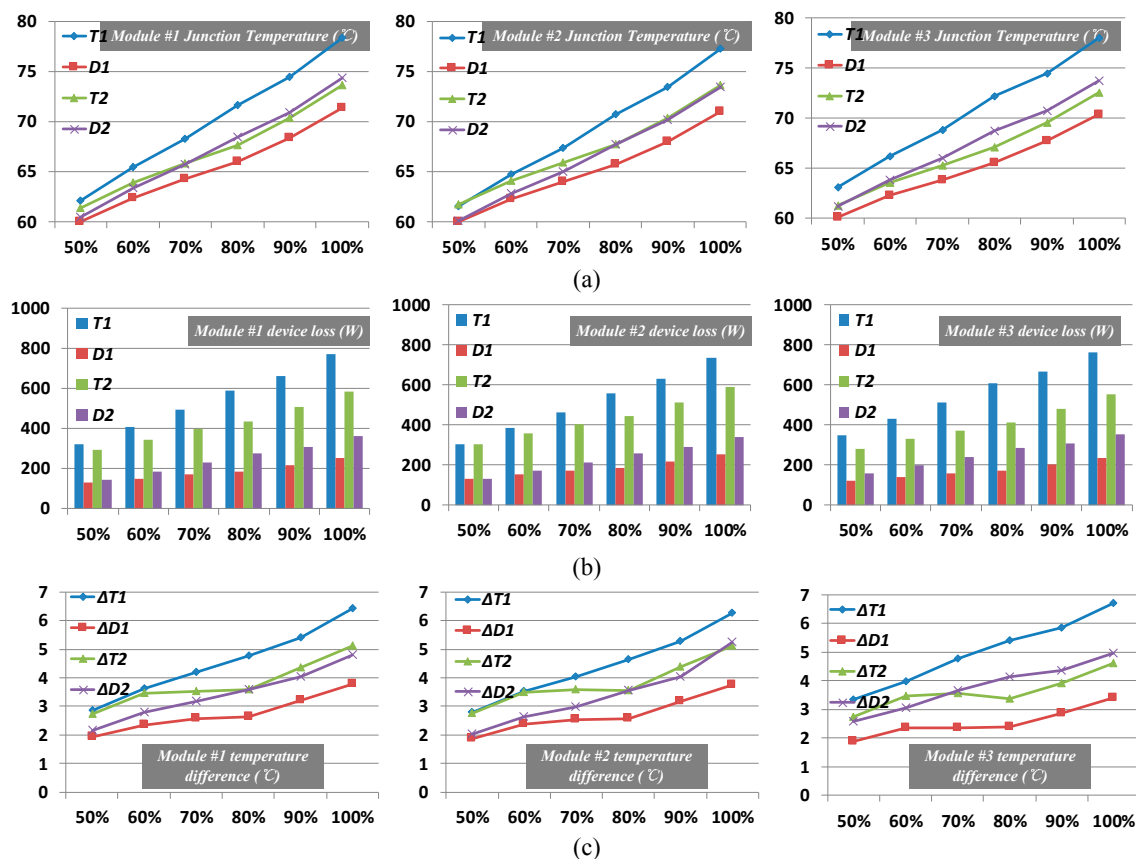 80
75
70
65
60
T1
D1
T2
D2
Module #1 Junction Temperature (℃)
50% 60% 70% 80% 90% 100%
80
75
70
65
60
T1
D1
T2
D2
Module #2 Junction Temperature (℃)
50% 60% 70% 80% 90% 100%
80
75
70
65
60
T1
D1
T2
D2
Module #3 Junction Temperature (℃)
50% 60% 70% 80% 90% 100%
(a)
1000
800
600
400
200
0
T1
D1
T2
D2
Module #1 device loss (W)
50% 60% 70% 80% 90% 100%
1000
800
600
400
200
0
T1
D1
T2
D2
Module #2 device loss (W)
50% 60% 70% 80% 90% 100%
1000
800
600
400
200
0
T1
D1
T2
D2
Module #3 device loss (W)
50% 60% 70% 80% 90% 100%
(b)
7
6
5
4
3
2
1
0
ΔT1
ΔD1
ΔT2
ΔD2
Module #1 temperature
difference (℃)
50% 60% 70% 80% 90% 100%
7
6
5
4
3
2
1
0
ΔT1
ΔD1
ΔT2
ΔD2
Module #2 temperature
difference (℃)
50% 60% 70% 80% 90% 100%
7
6
5
4
3
2
1
0
ΔT1
ΔD1
ΔT2
ΔD2
Module #3 temperature
difference (℃)
50% 60% 70% 80% 90% 100%
(c)